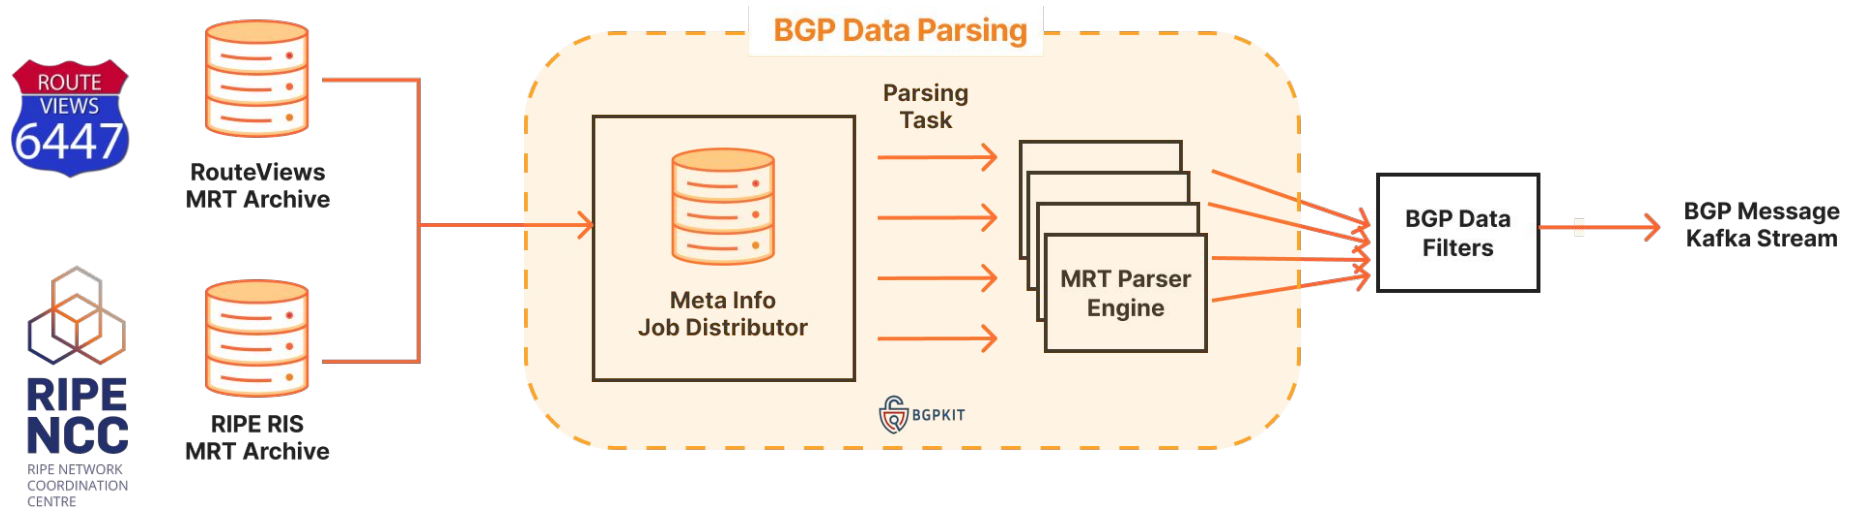 BGP Data Parsing
ROUTE
VIEWS
6447
RouteViews
MRT Archive
RIPE
NCC
RIPE NETWORK
COORDINATION
CENTRE
RIPE RIS
MRT Archive
Meta Info
Job Distributor
Parsing
Task
MRT Parser
Engine
BGPKIT
BGP Data
Filters
BGP Message
Kafka Stream